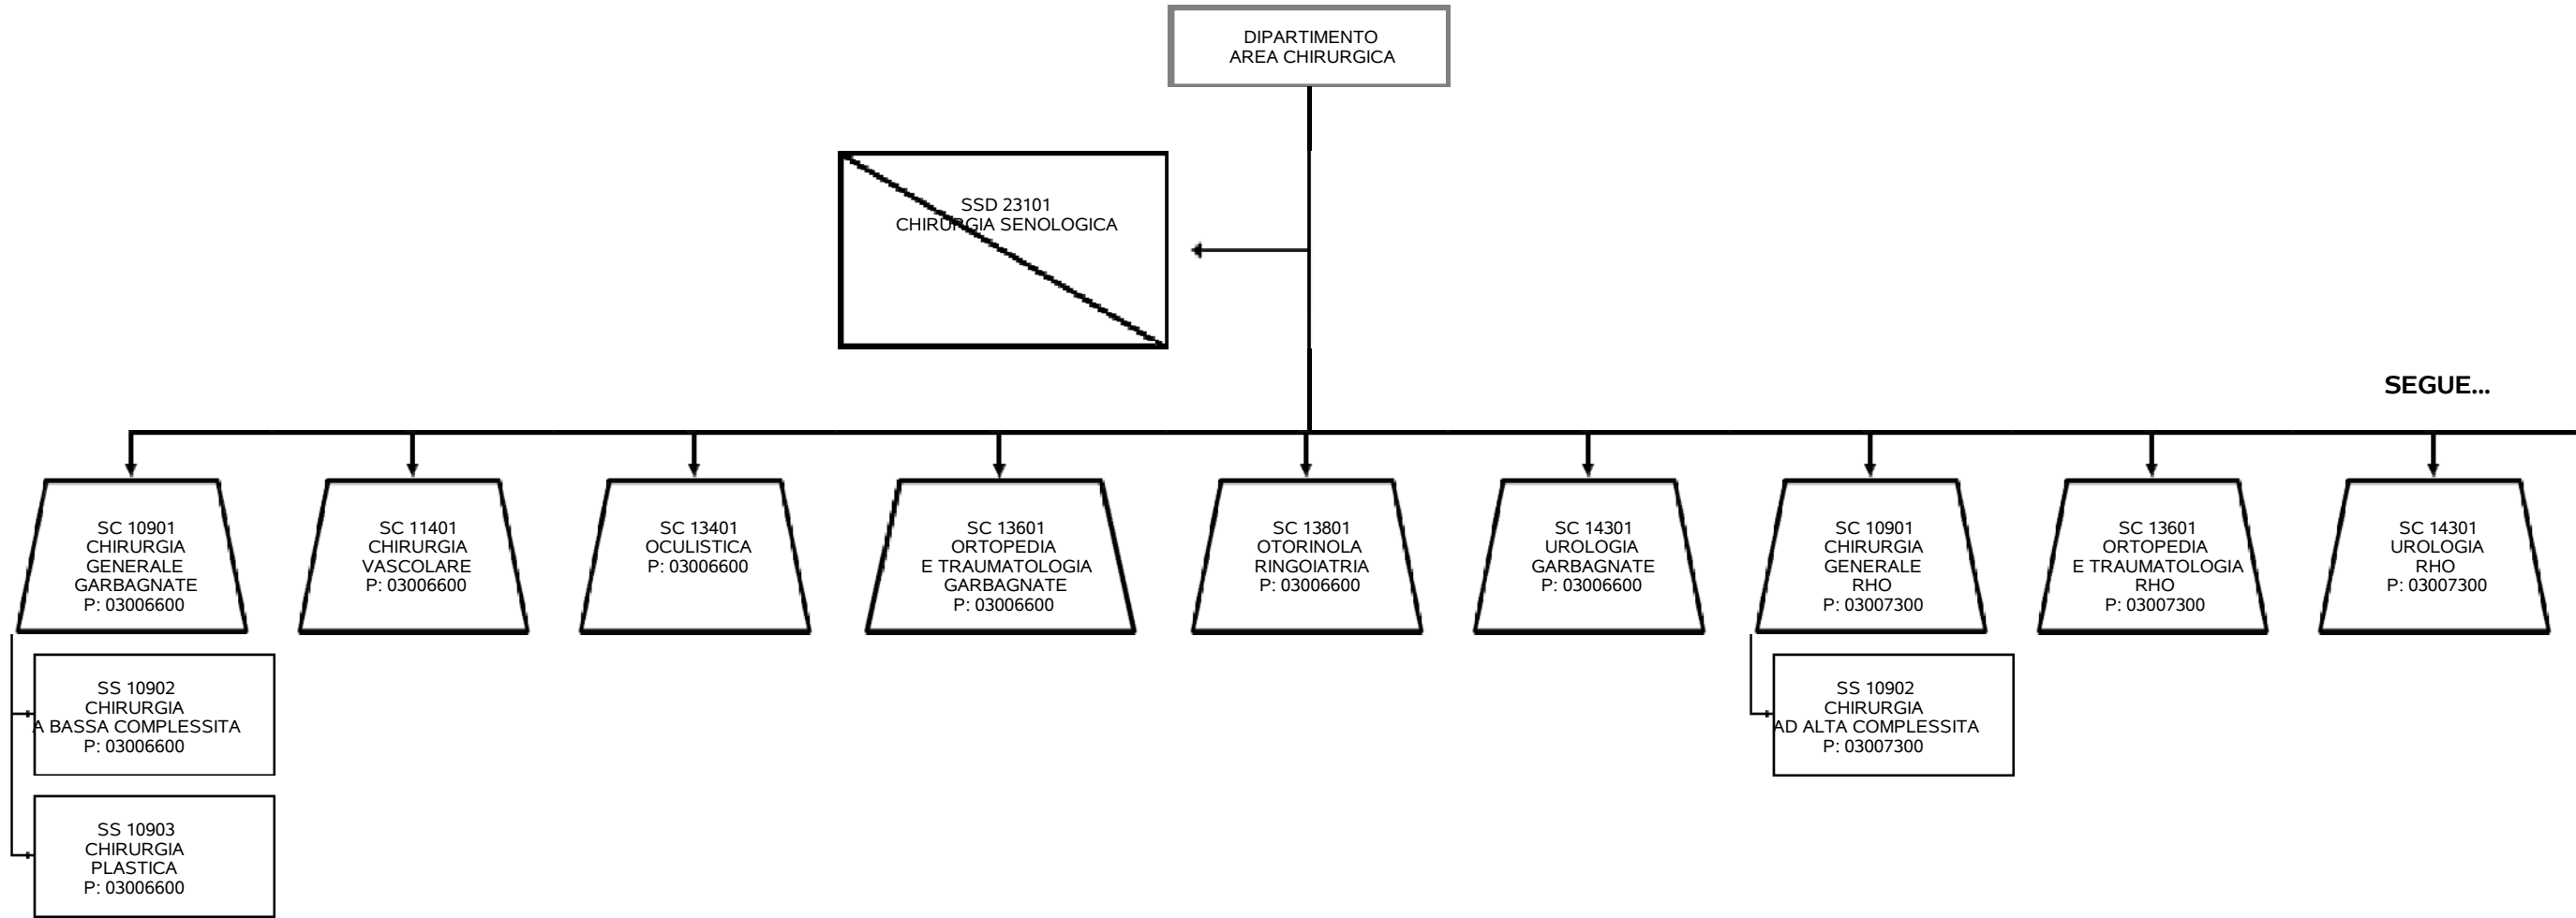 DIPARTIMENTO
AREA CHIRURGICA
SSD 23101
CHIRURGIA SENOLOGICA
SEGUE...
SC 10901
CHIRURGIA
GENERALE
GARBAGNATE
P: 03006600
SC 11401
CHIRURGIA
VASCOLARE
P: 03006600
SC 13401
OCULISTICA
P: 03006600
SC 13601
ORTOPEDIA
E TRAUMATOLOGIA
GARBAGNATE
P: 03006600
SC 13801
OTORINOLA
RINGOIATRIA
P: 03006600
SC 14301
UROLOGIA
GARBAGNATE
P: 03006600
SC 10901
CHIRURGIA
GENERALE
RHO
P: 03007300
SC 13601
ORTOPEDIA
E TRAUMATOLOGIA
RHO
P: 03007300
SC 14301
UROLOGIA
RHO
P: 03007300
SS 10902
CHIRURGIA
A BASSA COMPLESSITA
P: 03006600
SS 10903
CHIRURGIA
PLASTICA
P: 03006600
SS 10902
CHIRURGIA
AD ALTA COMPLESSITA
P: 03007300